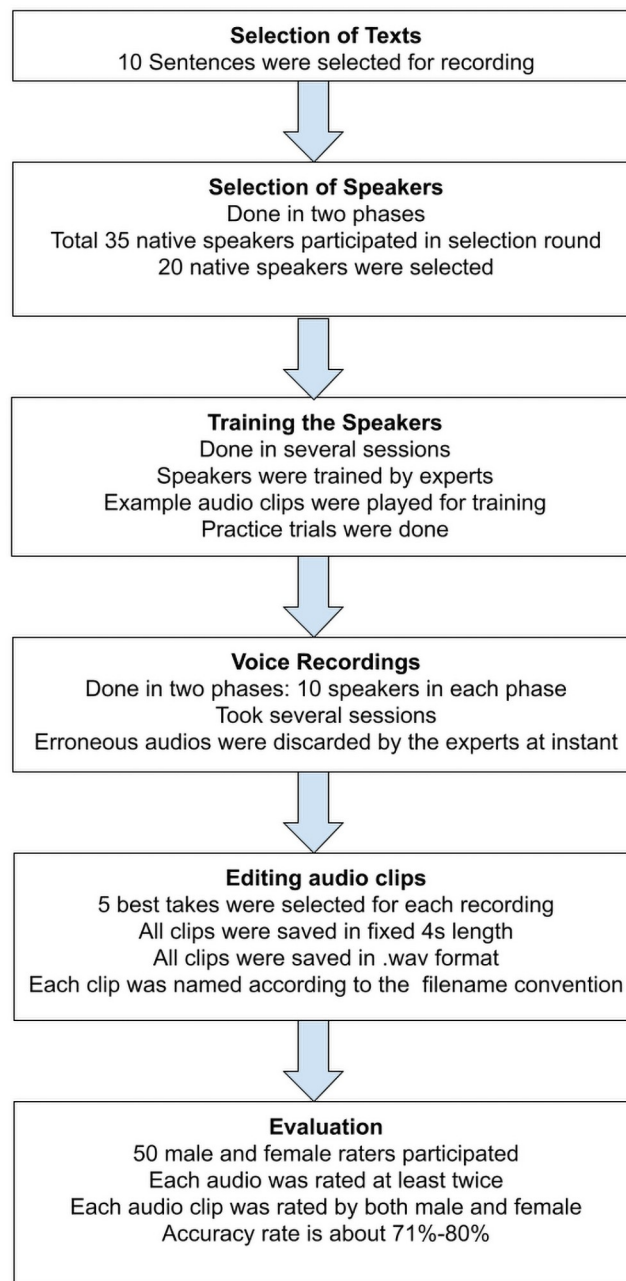 Selection of Texts
10 Sentences were selected for recording
Selection of Speakers
Done in two phases
Total 35 native speakers participated in selection round
20 native speakers were selected
Training the Speakers
Done in several sessions
Speakers were trained by experts
Example audio clips were played for training
Practice trials were done
Voice Recordings
Done in two phases: 10 speakers in each phase
Took several sessions
Erroneous audios were discarded by the experts at instant
Editing audio clips
5 best takes were selected for each recording
All clips were saved in fixed 4s length
All clips were saved in .wav format
Each clip was named according to the filename convention
Evaluation
50 male and female raters participated
Each audio was rated at least twice
Each audio clip was rated by both male and female
Accuracy rate is about 71%-80%